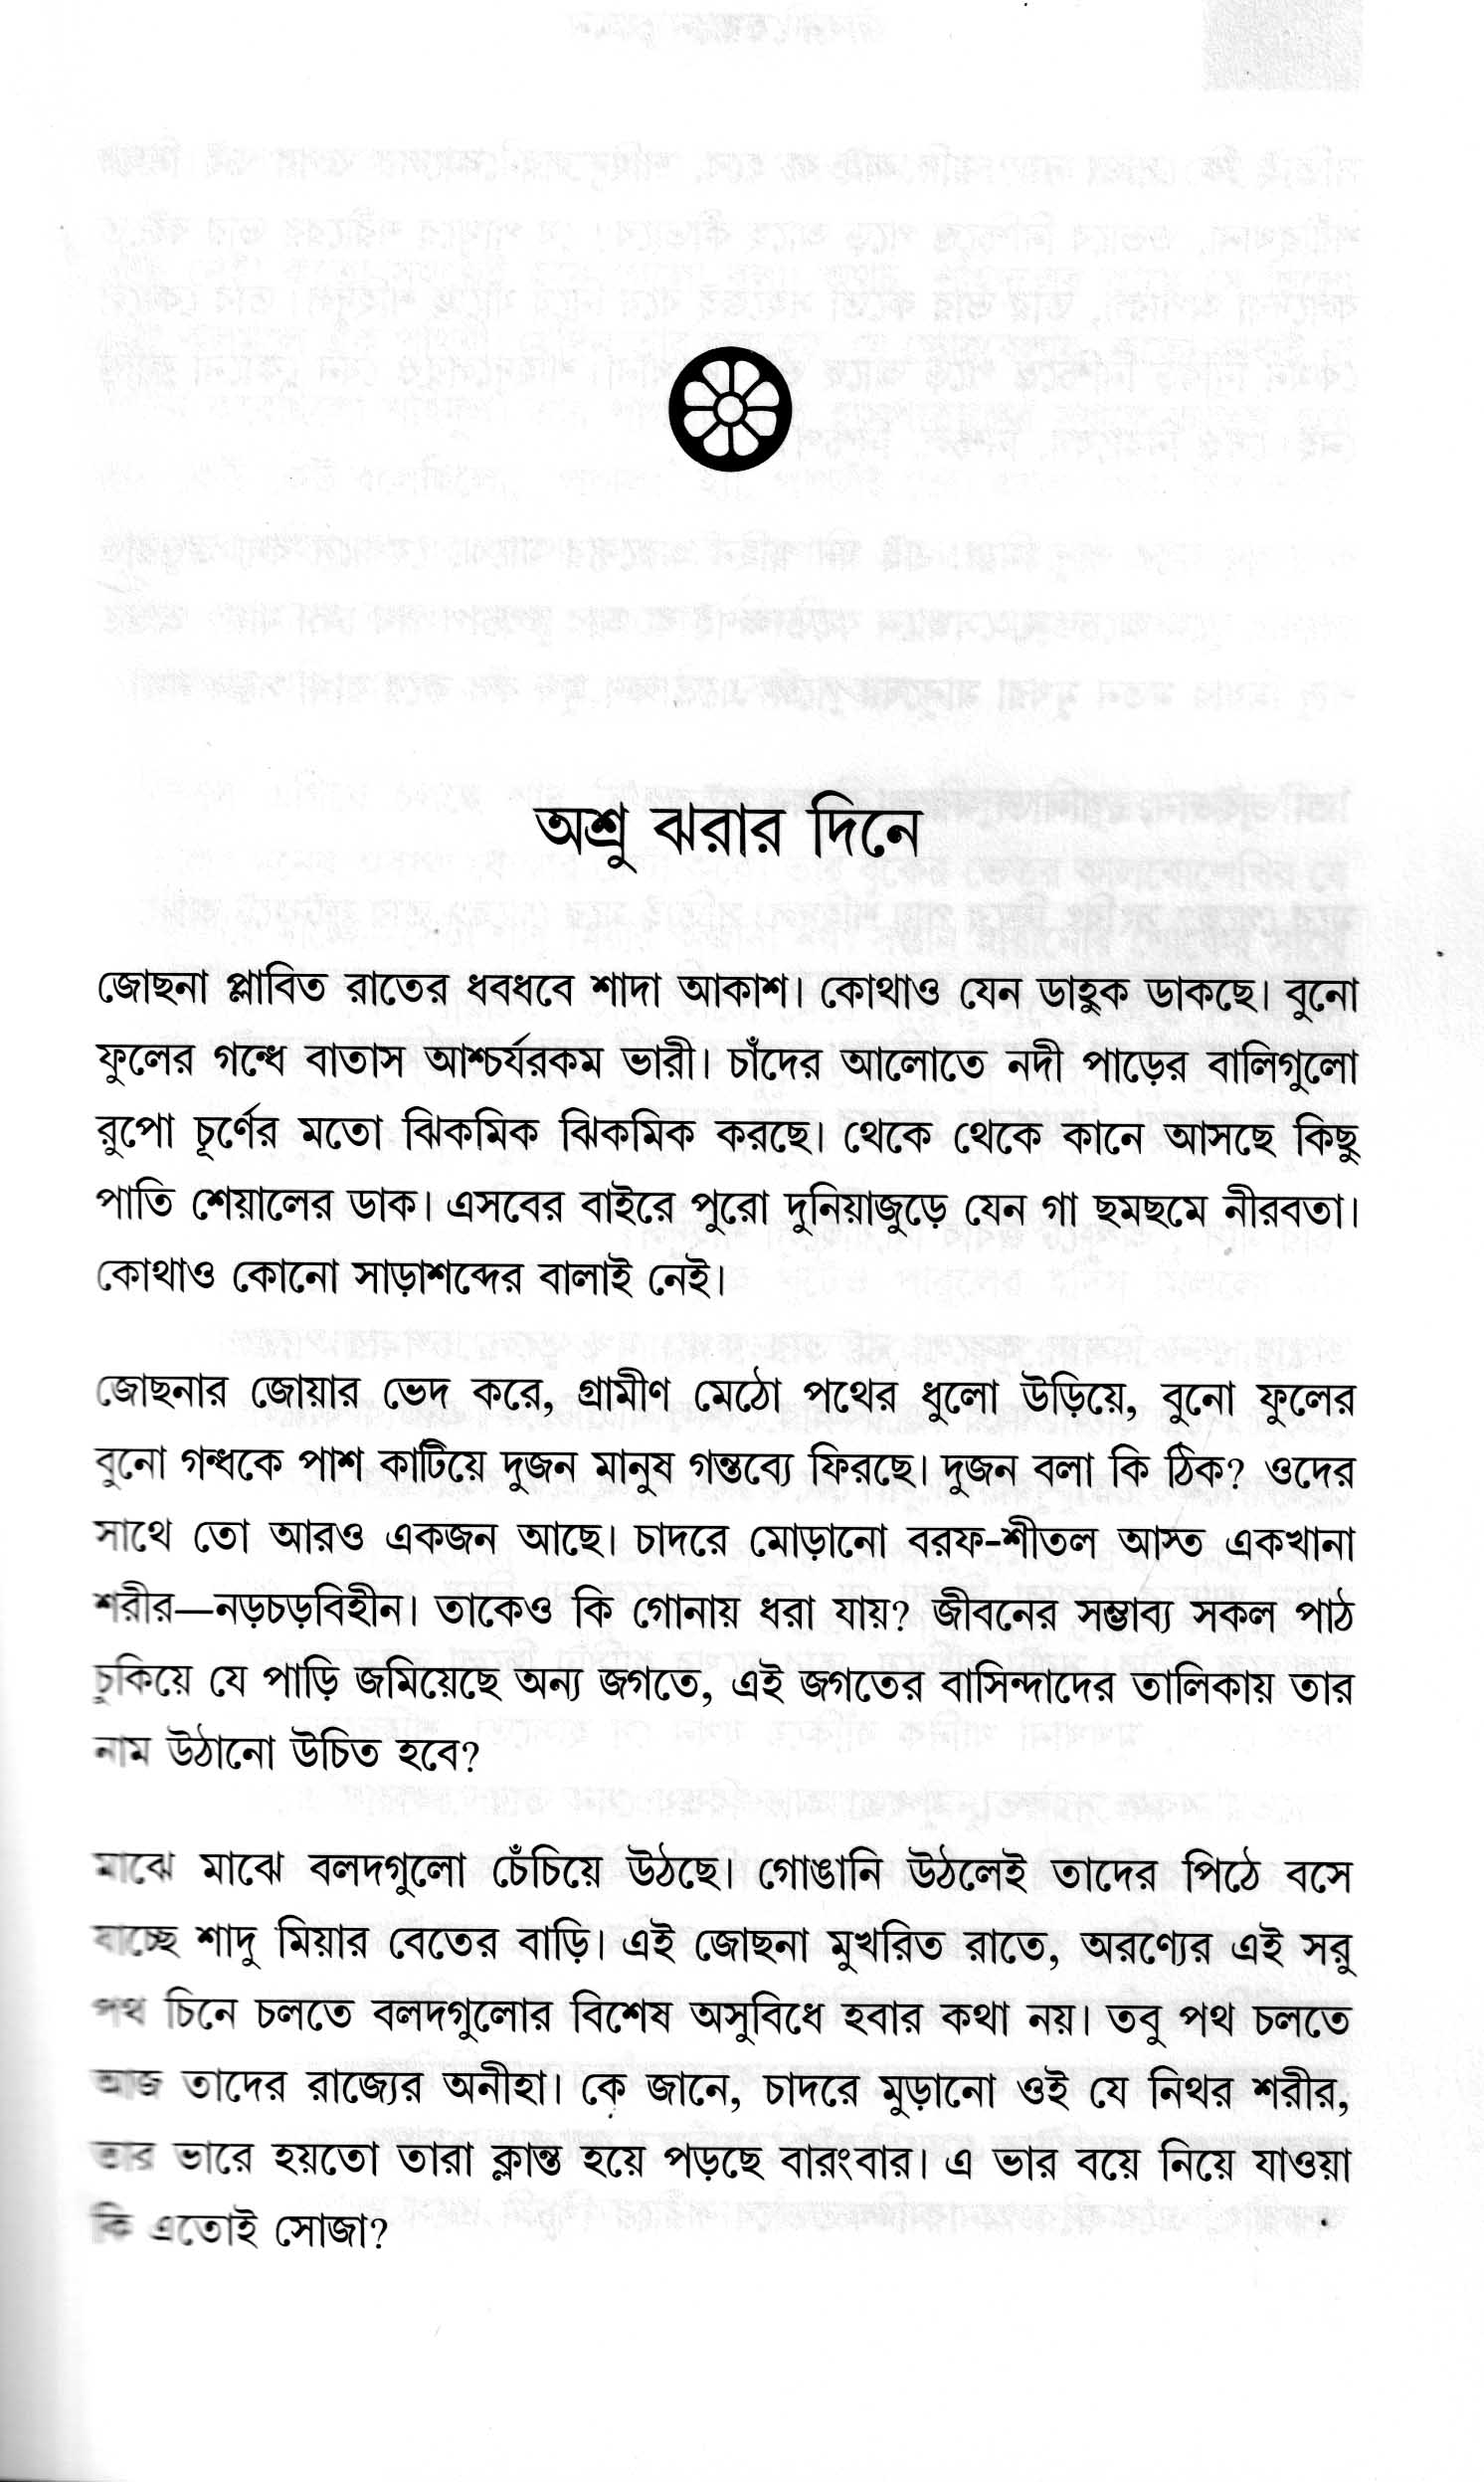 অশ্রু ঝরার দিনে
জোছনা প্লাবিত রাতের ধবধবে শাদা আকাশ। কোথাও যেন ডাহুক ডাকছে। বুনো
ফুলের গন্ধে বাতাস আশ্চর্যরকম ভারী। চাঁদের আলোতে নদী পাড়ের বালিগুলো
রুপো চূর্ণের মতো ঝিকমিক ঝিকমিক করছে। থেকে থেকে কানে আসছে কিছু
পাতি শেয়ালের ডাক। এসবের বাইরে পুরো দুনিয়াজুড়ে যেন গা ছমছমে নীরবতা।
কোথাও কোনো সাড়াশব্দের বালাই নেই।
জোছনার জোয়ার ভেদ করে, গ্রামীণ মেঠো পথের ধুলো উড়িয়ে, বুনো ফুলের
বুনো গন্ধকে পাশ কাটিয়ে দুজন মানুষ গন্তব্যে ফিরছে। দুজন বলা কি ঠিক? ওদের
সাথে তো আরও একজন আছে। চাদরে মোড়ানো বরফ-শীতল আস্ত একখানা
শরীর—নড়চড়বিহীন। তাকেও কি গোনায় ধরা যায়? জীবনের সম্ভাব্য সকল পাঠ
চুকিয়ে যে পাড়ি জমিয়েছে অন্য জগতে, এই জগতের বাসিন্দাদের তালিকায় তার
নাম উঠানো উচিত হবে?
মাঝে মাঝে বলদগুলো চেঁচিয়ে উঠছে। গোঙানি উঠলেই তাদের পিঠে বসে
যাচ্ছে শাদু মিয়ার বেতের বাড়ি। এই জোছনা মুখরিত রাতে, অরণ্যের এই সরু
পথ চিনে চলতে বলদগুলোর বিশেষ অসুবিধে হবার কথা নয়। তবু পথ চলতে
আজ তাদের রাজ্যের অনীহা। কে জানে, চাদরে মুড়ানো ওই যে নিথর শরীর,
তার ভারে হয়তো তারা ক্লান্ত হয়ে পড়ছে বারংবার। এ ভার বয়ে নিয়ে যাওয়া
কি এতোই সোজা?